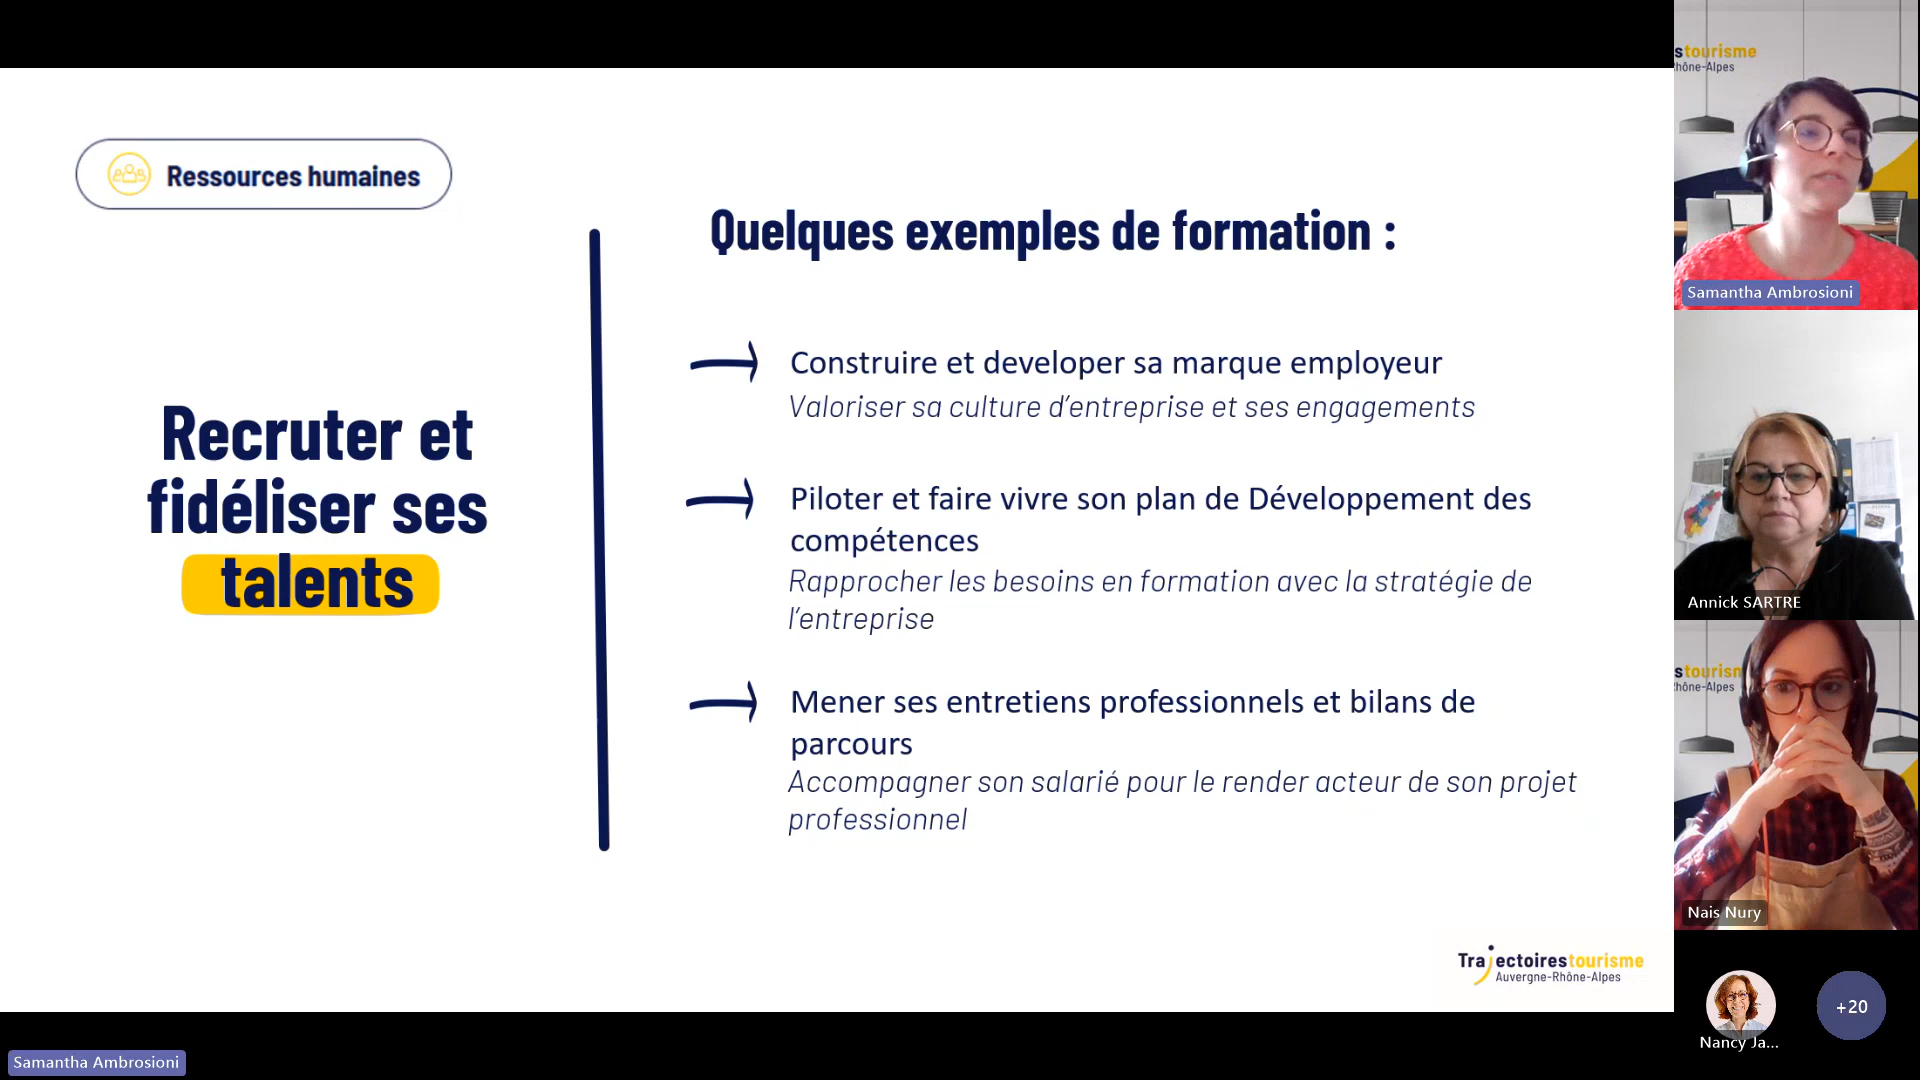 Ressources humaines
Recruter et
fidéliser ses
talents
Quelques exemples de formation :
Construire et developer sa marque employeur
Valoriser sa culture d’entreprise et ses engagements
Piloter et faire vivre son plan de Développement des
compétences
Rapprocher les besoins en formation avec la stratégie de
l’entreprise
Mener ses entretiens professionnels et bilans de
parcours
Accompagner son salarié pour le render acteur de son projet
professionnel
Trajectoirestourisme
Auvergne-Rhône-Alpes
Samantha Ambrosioni
stourisme
hône-Alpes
Samantha Ambrosioni
Annick SARTRE
stourism
hône-Alpes
Nais Nury
Nancy Ja...
+20